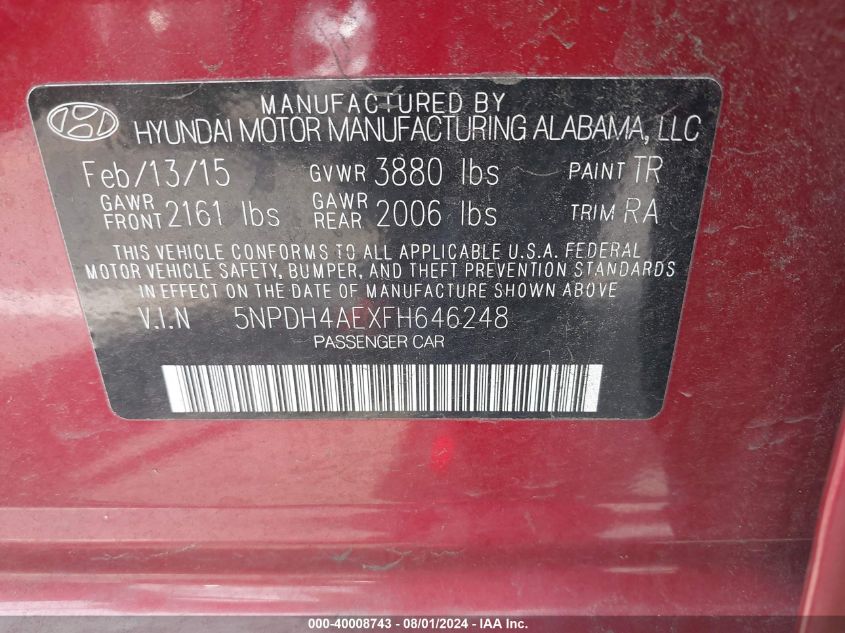 MANUFACTURED BY
HYUNDAI MOTOR MANUFACTURING ALABAMA, LLC
Feb/13/15 GVWR 3880 lbs PAINT TR
GAWR FRONT 2161 lbs GAWR REAR 2006 lbs TRIM RA
THIS VEHICLE CONFORMS TO ALL APPLICABLE U.S.A. FEDERAL
MOTOR VEHICLE SAFETY, BUMPER, AND THEFT PREVENTION STANDARDS
IN EFFECT ON THE DATE OF MANUFACTURE SHOWN ABOVE
V.I.N 5NPDH4AEXFH646248
PASSENGER CAR
000-40008743 - 08/01/2024 - IAA Inc.